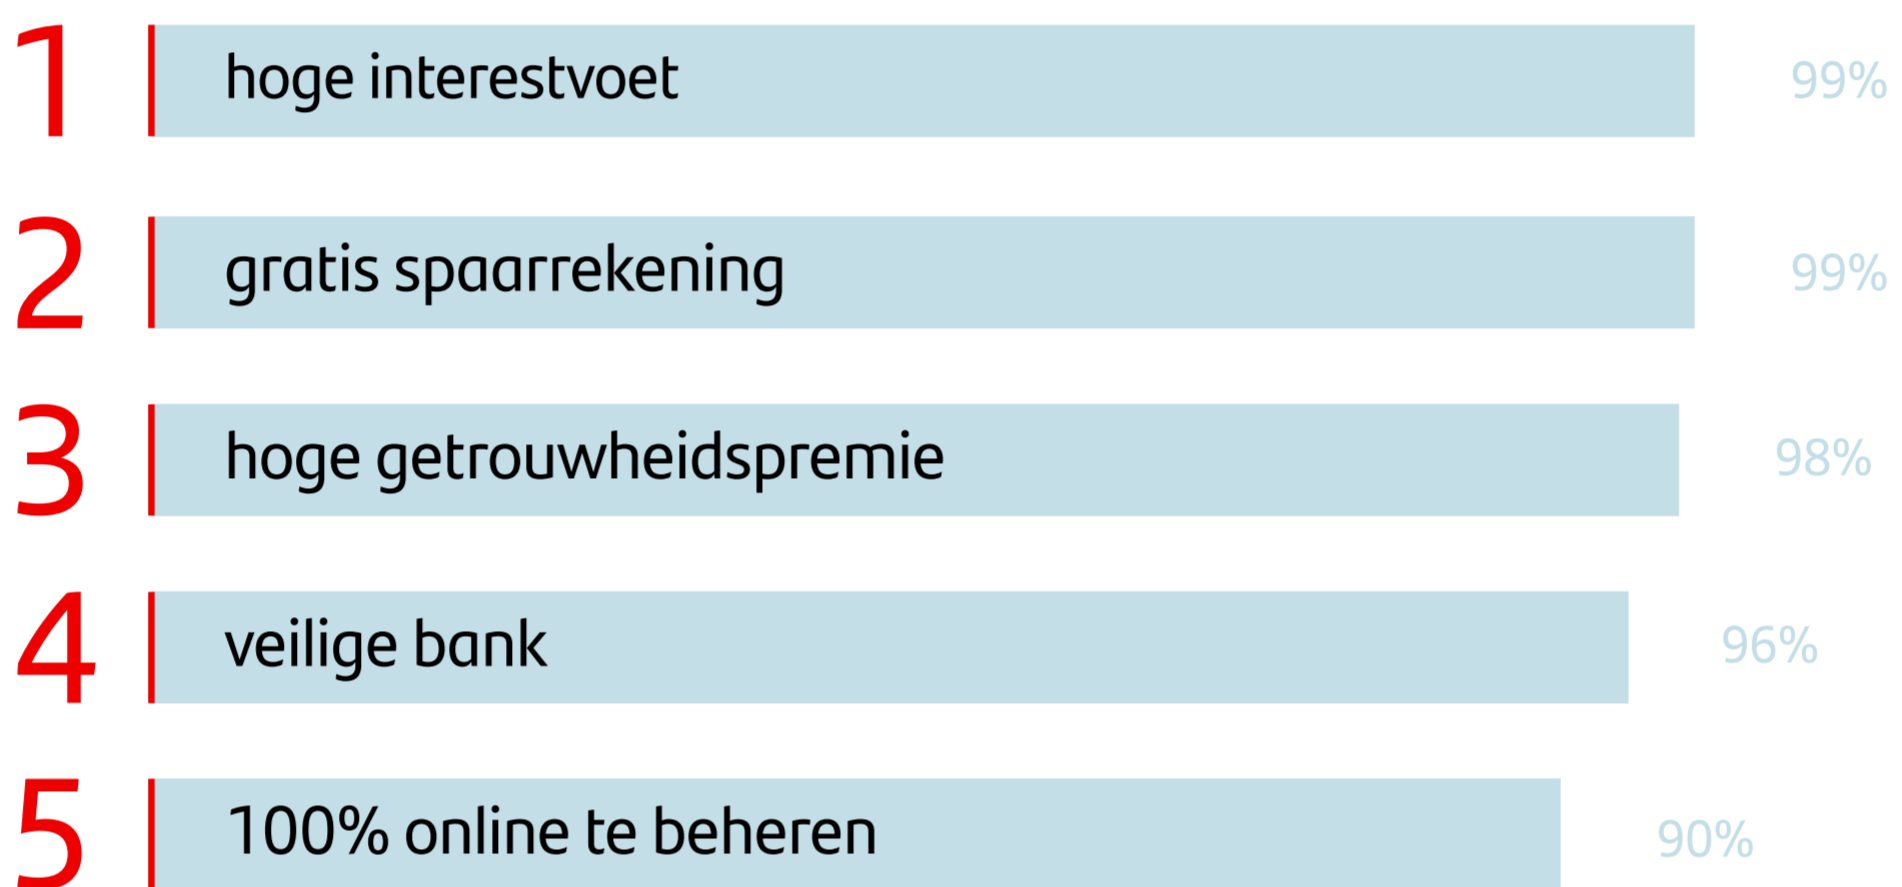 1 hoge interestvoet 99%
2 gratis spaarrekening 99%
3 hoge getrouwheidspremie 98%
4 veilige bank 96%
5 100% online te beheren 90%